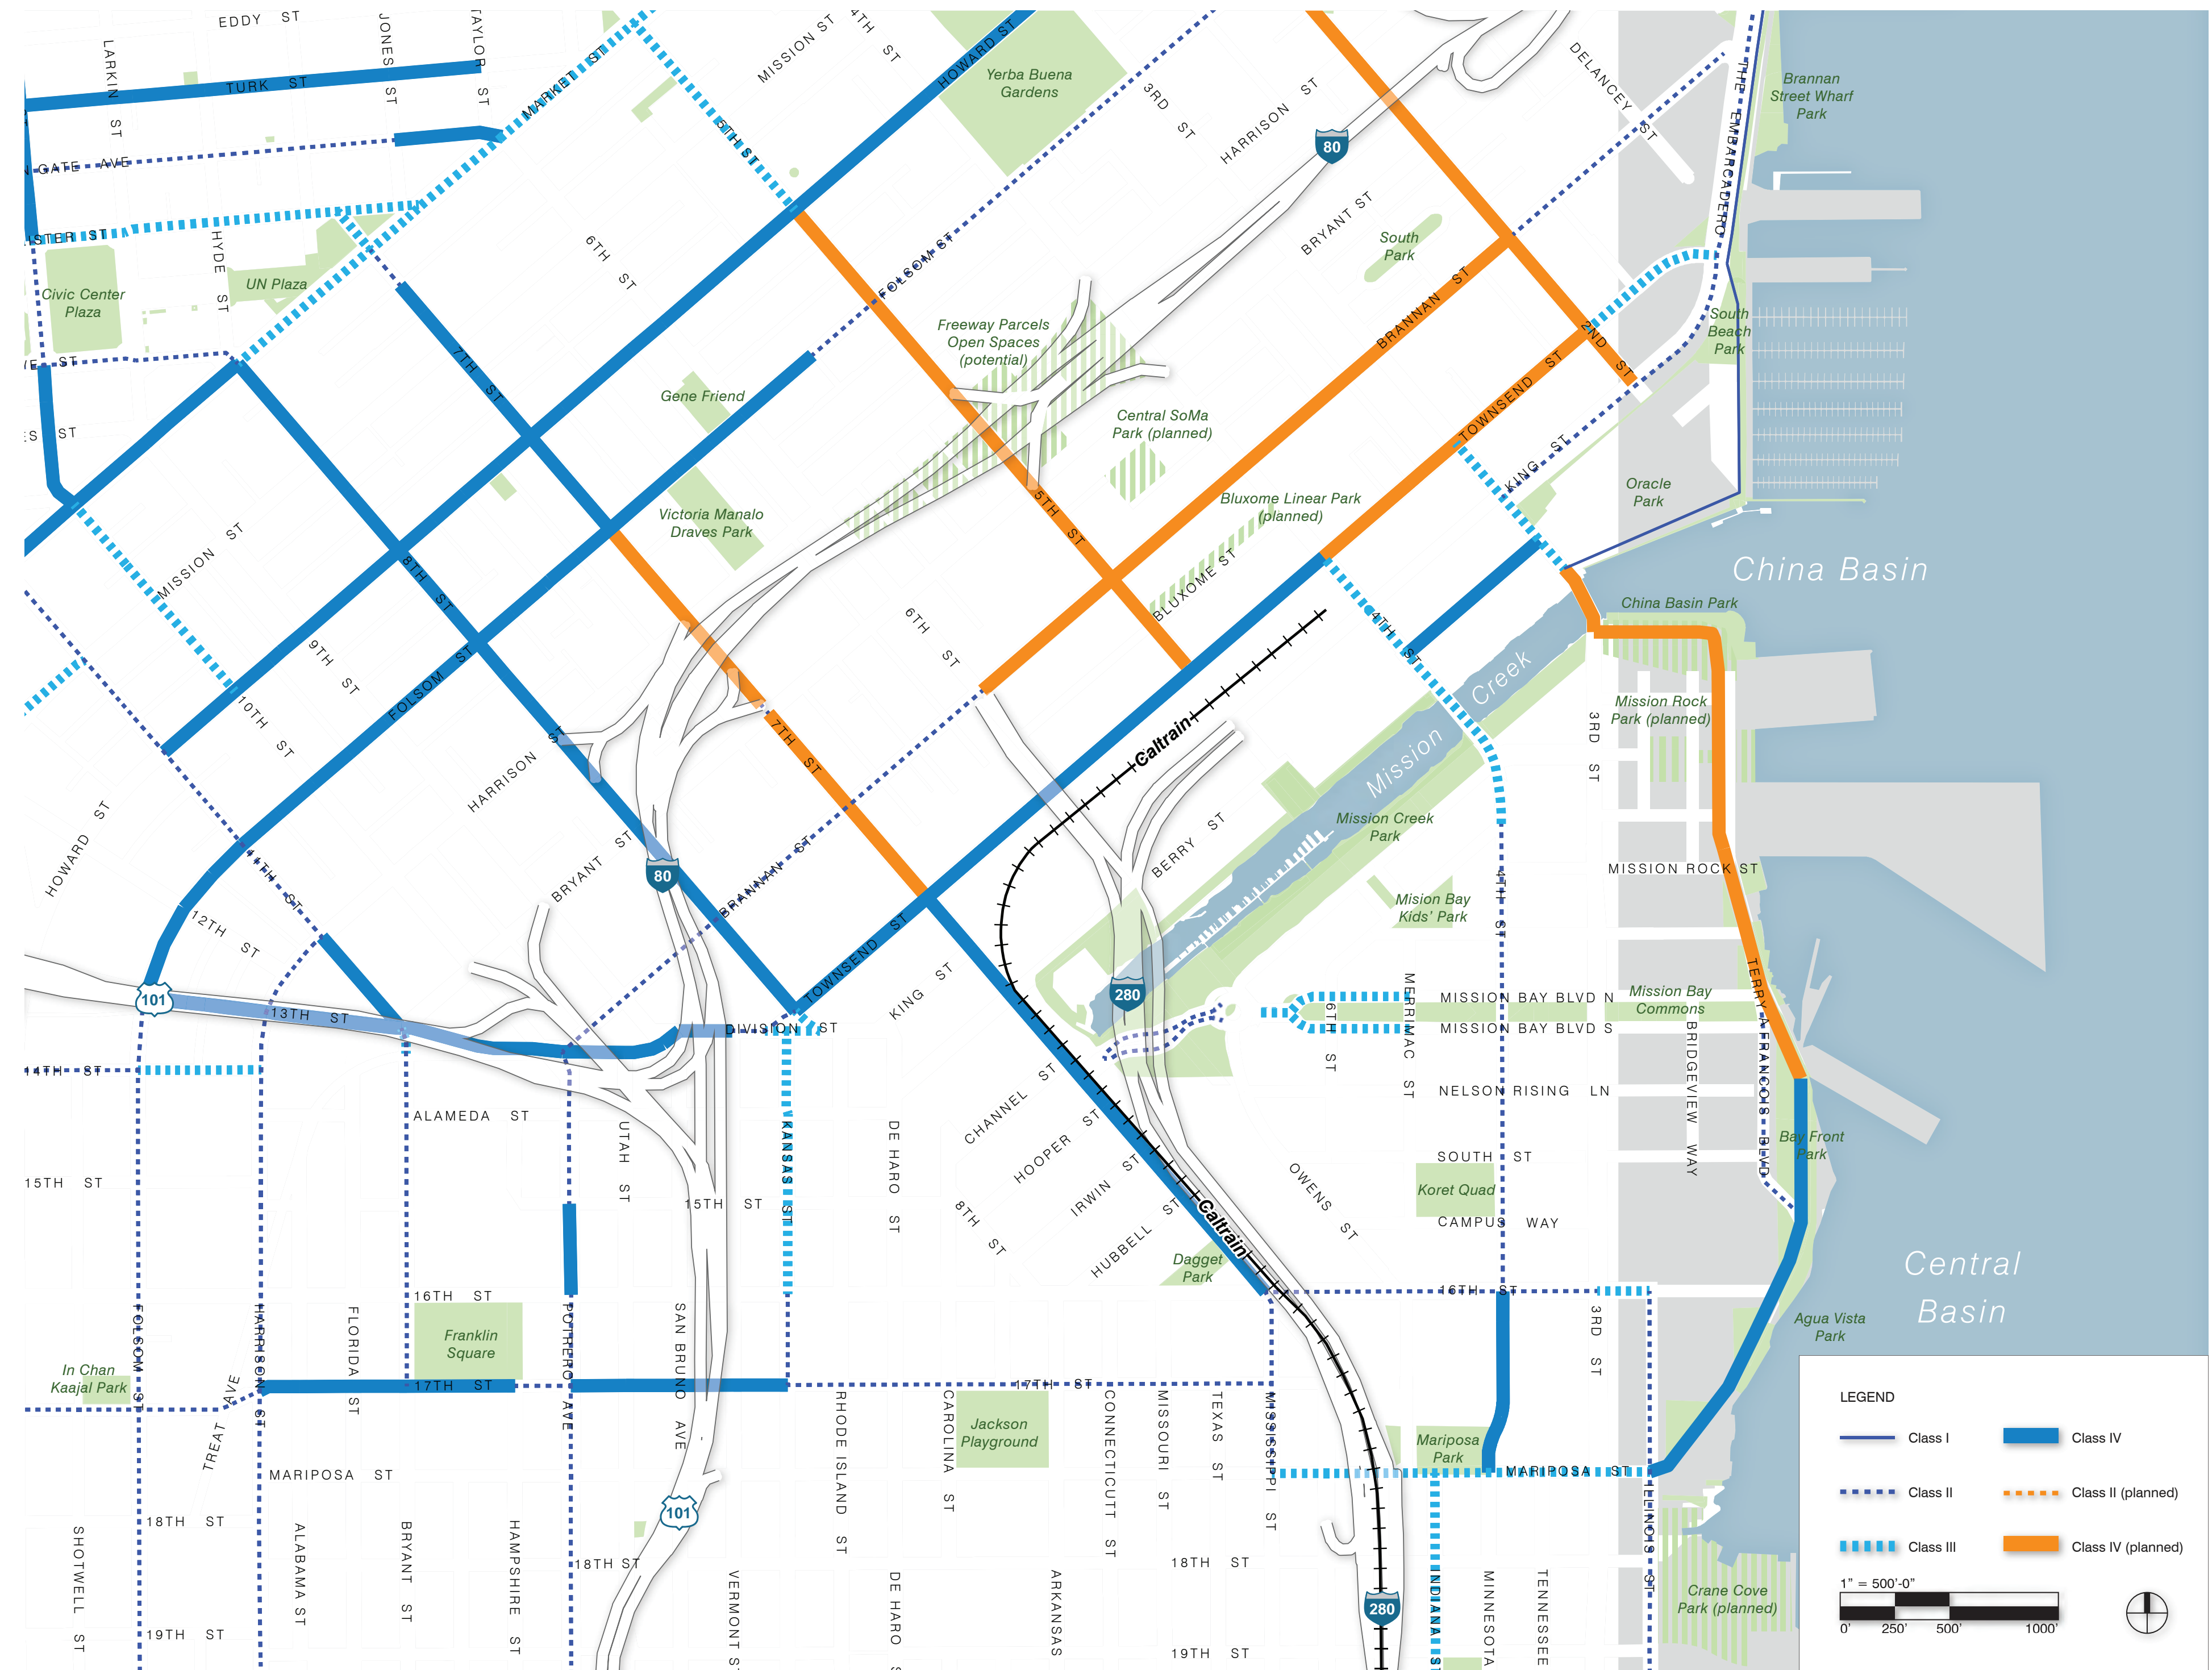 EDDY ST
LARKIN ST
JONES ST
TAYLOR ST
TURK ST
MARKET ST
MISSION ST
4TH ST
HOWARD ST
Yerba Buena
Gardens
3RD ST
HARRISON ST
80
DELANCEY ST
THE EMBARCADERO
Brannan
Street Wharf
Park
GATE AVE
5TH ST
ISTER ST
HYDE ST
UN Plaza
Civic Center
Plaza
6TH ST
FOLSOM ST
BRYANT ST
South
Park
BRANNAN ST
2ND ST
South
Beach
Park
Freeway Parcels
Open Spaces
(potential)
E ST
7TH ST
Gene Friend
Central SoMa
Park (planned)
TOWNSEND ST
KING ST
ES ST
Oracle
Park
Bluxome Linear Park
(planned)
Victoria Manalo
Draves Park
5TH ST
MISSION ST
8TH ST
BLUXOME ST
China Basin
China Basin Park
4TH ST
6TH ST
9TH ST
FOLSOM ST
10TH ST
Mission Creek
Mission Rock
Park (planned)
3RD ST
Caltrain
7TH ST
HARRISON ST
HOWARD ST
Mission Creek
Park
BERRY ST
BRYANT ST
80
BRANNAN ST
11TH ST
12TH ST
MISSION ROCK ST
Mision Bay
Kids' Park
4TH ST
TOWNSEND ST
KING ST
280
101
13TH ST
DIVISION ST
MERRIMAC ST
6TH ST
MISSION BAY BLVD N
Mission Bay
Commons
MISSION BAY BLVD S
TERRY A FRANCOIS BLVD
BRIDGEVIEW WAY
14TH ST
ALAMEDA ST
CHANNEL ST
NELSON RISING LN
UTAH ST
KANSAS ST
DE HARO ST
HOOPER ST
SOUTH ST
Bay Front
Park
15TH ST
15TH ST
IRWIN ST
8TH ST
HUBBELL ST
Caltrain
OWENS ST
Koret Quad
CAMPUS WAY
Dagget
Park
Central
Basin
16TH ST
16TH ST
Franklin
Square
FOLSOM ST
HARRISON ST
FLORIDA ST
POTRERO AVE
SAN BRUNO AVE
3RD ST
Agua Vista
Park
In Chan
Kaajal Park
TREAT AVE
17TH ST
17TH ST
RHODE ISLAND ST
CAROLINA ST
Jackson
Playground
CONNECTICUTT ST
MISSOURI ST
TEXAS ST
MISSISSIPPI ST
Mariposa
Park
MARIPOSA ST
MARIPOSA ST
ILLINOIS ST
101
18TH ST
18TH ST
18TH ST
SHOTWELL ST
ALABAMA ST
BRYANT ST
HAMPSHIRE ST
VERMONT ST
DE HARO
ARKANSAS
280
INDIANA ST
MINNESOTA
TENNESSEE
Crane Cove
Park (planned)
19TH ST
19TH ST
LEGEND
Class I
Class IV
Class II
Class II (planned)
Class III
Class IV (planned)
1" = 500'-0"
0' 250' 500' 1000'